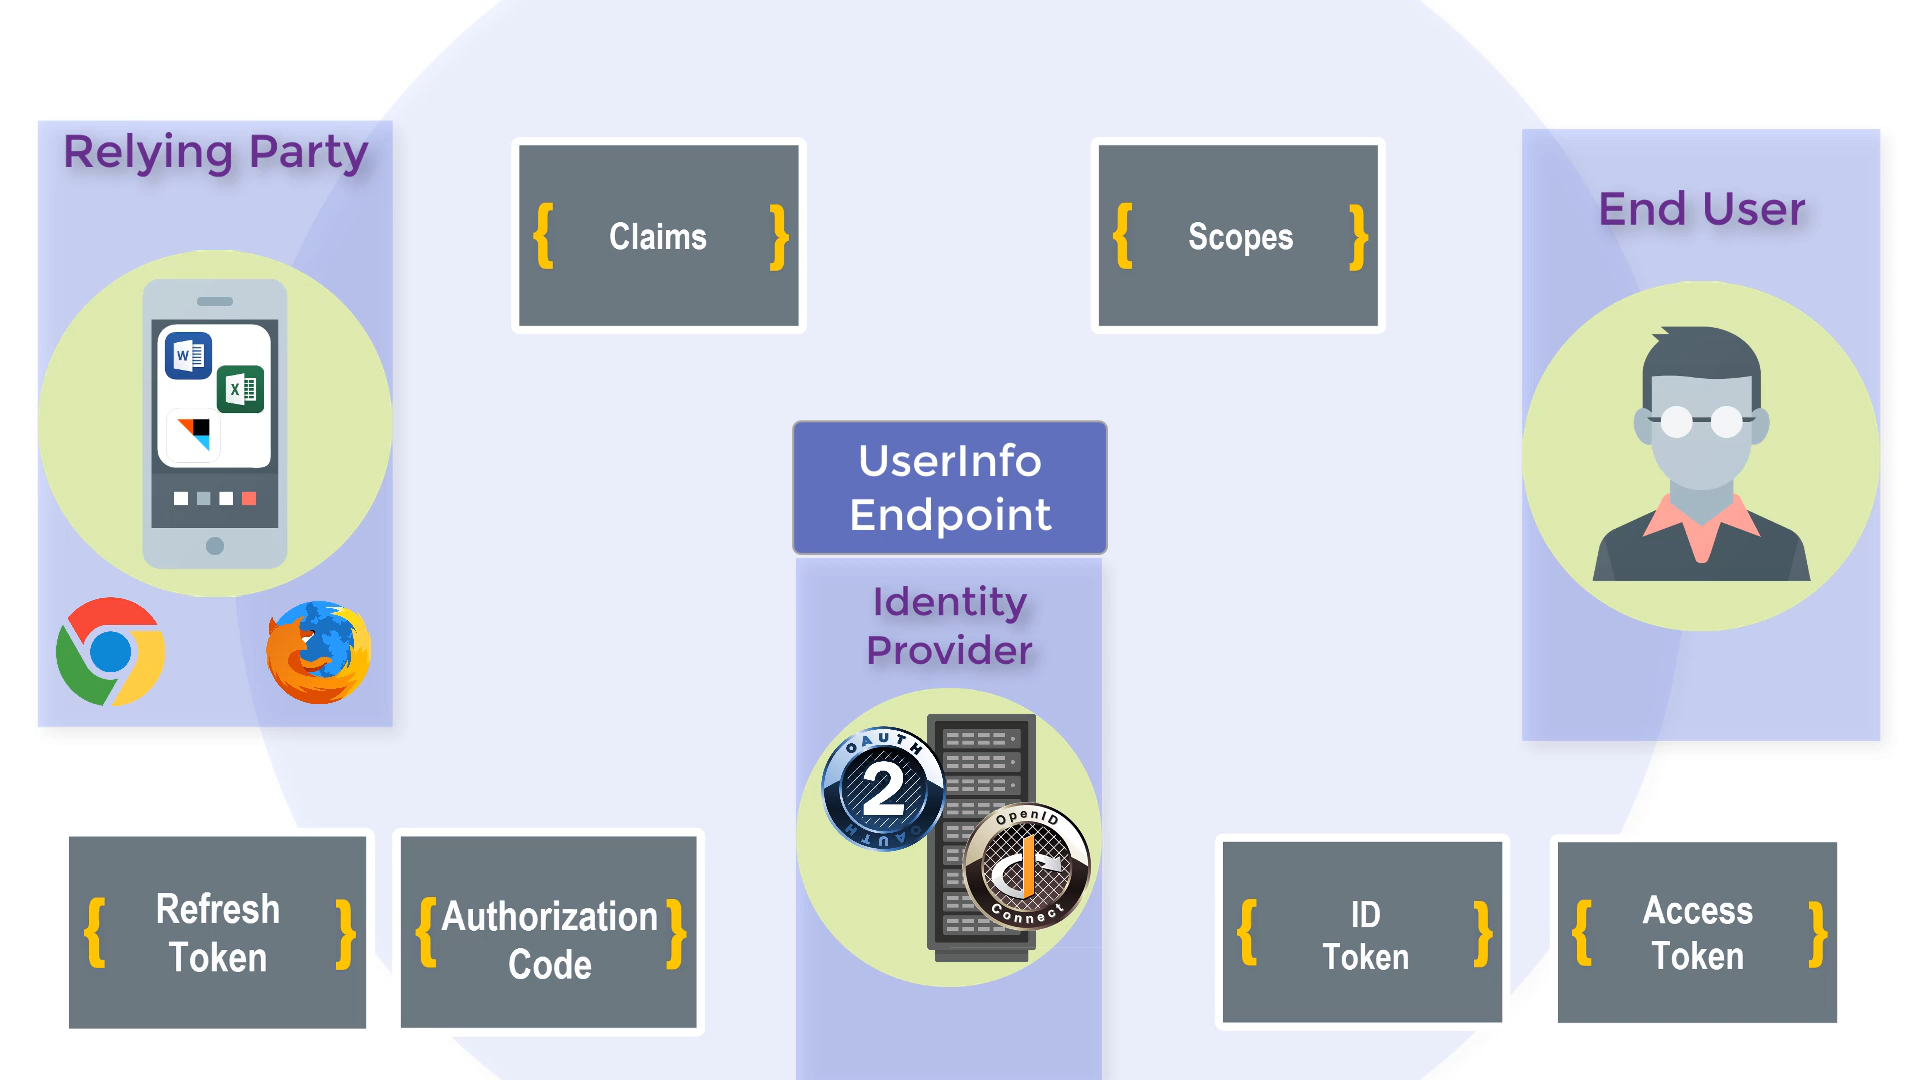 Relying Party
{ Claims }
{ Scopes }
End User
W
X
UserInfo
Endpoint
Identity
Provider
OAUTH
2
OAUTH
OpenID
Connect
{ Refresh
Token }
{ Authorization
Code }
{ ID
Token }
{ Access
Token }